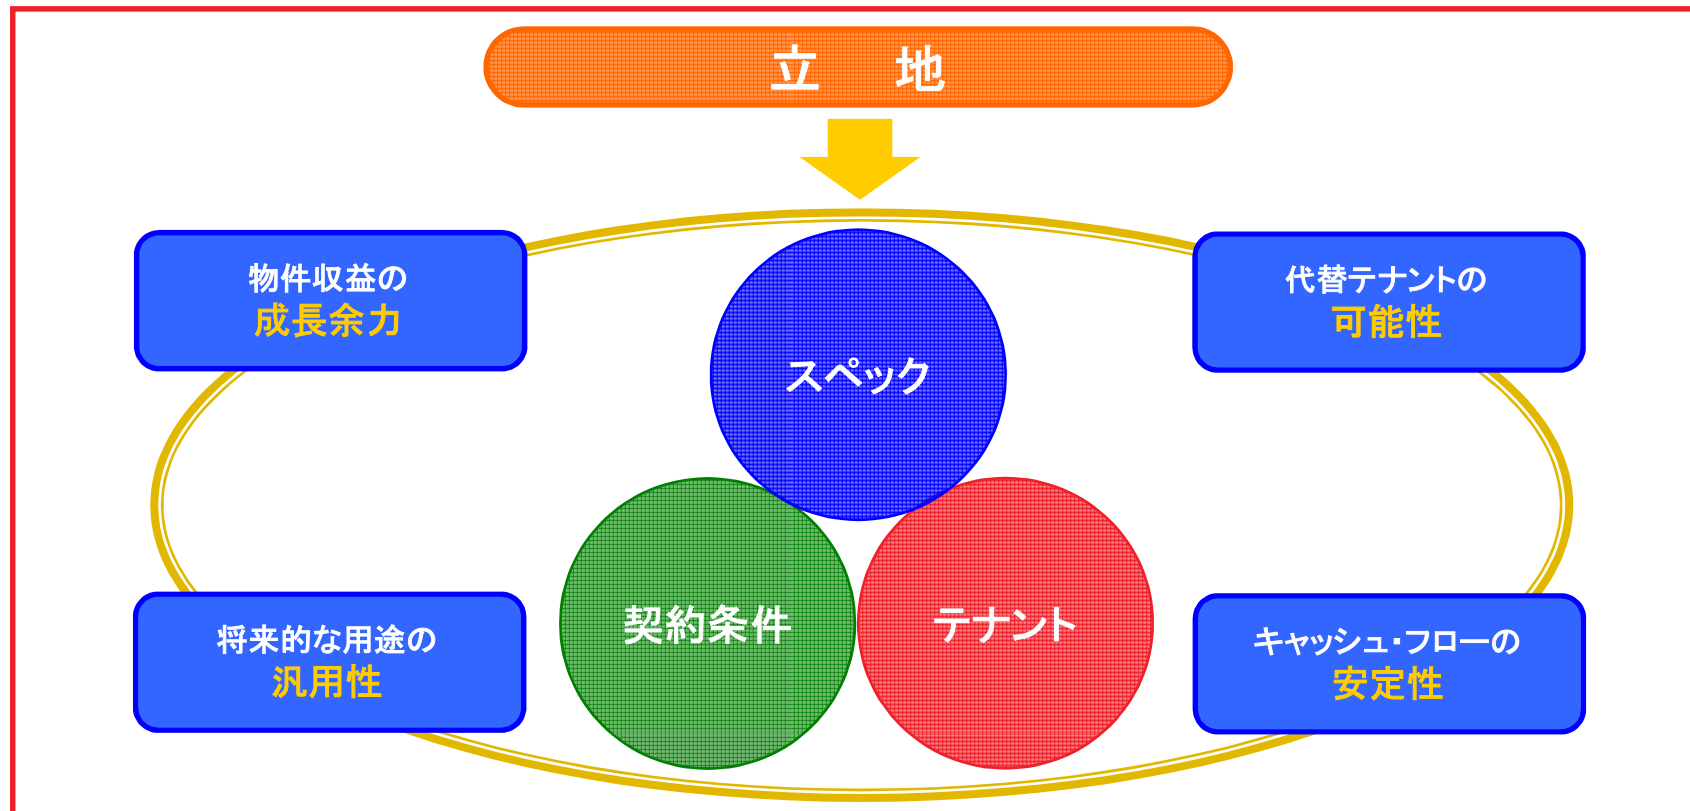 立 地
物件収益の
成長余力
代替テナントの
可能性
スペック
契約条件
テナント
将来的な用途の
汎用性
キャッシュ・フローの
安定性